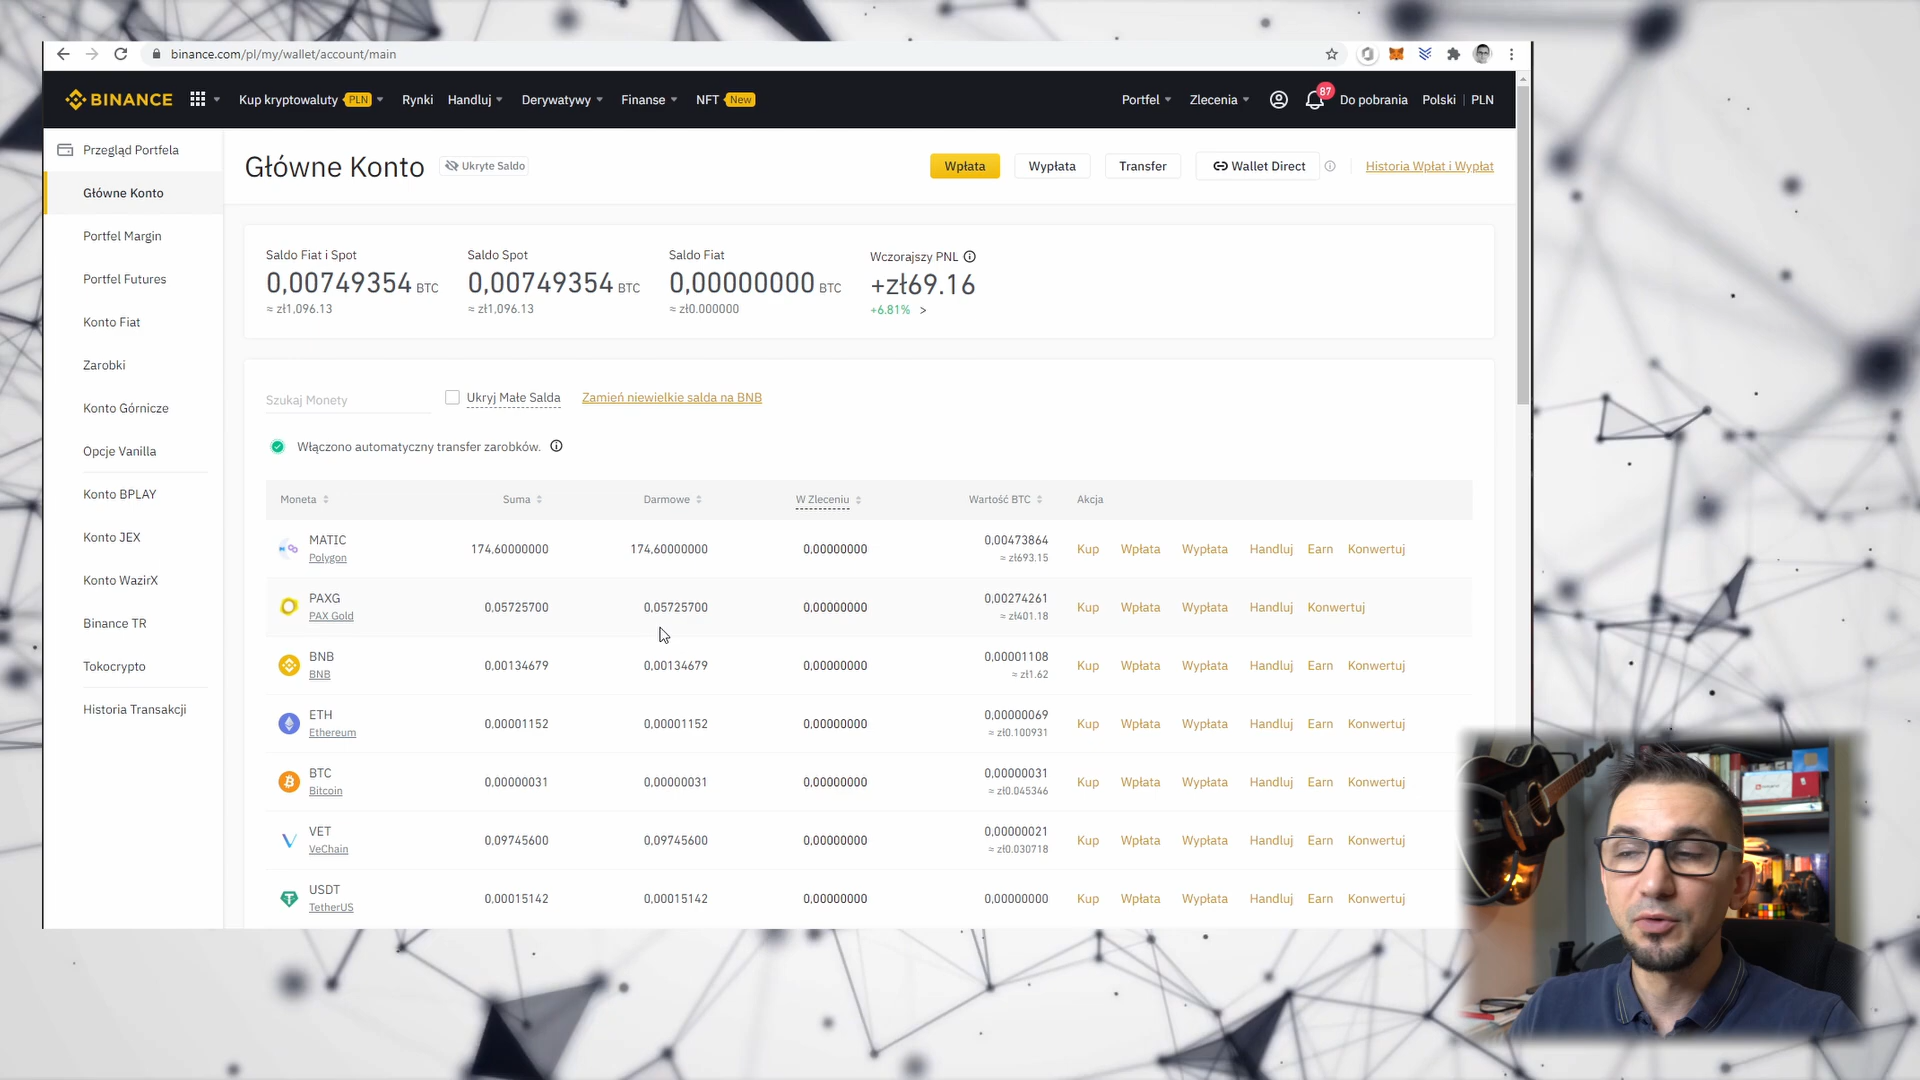 binance.com/pl/my/wallet/account/main
BINANCE Kup kryptowaluty PLN Rynki Handluj Derywatywy Finanse NFT New Portfel Zlecenia 87 Do pobrania Polski | PLN
Przegląd Portfela
Główne Konto
Portfel Margin
Portfel Futures
Konto Fiat
Zarobki
Konto Górnicze
Opcje Vanilla
Konto BPLAY
Konto JEX
Konto WazirX
Binance TR
Tokocrypto
Historia Transakcji
Główne Konto Ukryte Saldo Wpłata Wypłata Transfer Wallet Direct Historia Wpłat i Wypłat
Saldo Fiat i Spot Saldo Spot Saldo Fiat Wczorajszy PNL
0,00749354 BTC 0,00749354 BTC 0,00000000 BTC +zł69.16
≈ zł1,096.13 ≈ zł1,096.13 ≈ zł0.000000 +6.81% >
Szukaj Monety Ukryj Małe Salda Zamień niewielkie salda na BNB
Włączono automatyczny transfer zarobków.
Moneta Suma Darmowe W Zleceniu Wartość BTC Akcja
MATIC 174,60000000 174,60000000 0,00000000 0,00473864 Kup Wpłata Wypłata Handluj Earn Konwertuj
Polygon ≈ zł693.15
PAXG 0,05725700 0,05725700 0,00000000 0,00274261 Kup Wpłata Wypłata Handluj Konwertuj
PAX Gold ≈ zł401.18
BNB 0,00134679 0,00134679 0,00000000 0,00001108 Kup Wpłata Wypłata Handluj Earn Konwertuj
BNB ≈ zł1.62
ETH 0,00001152 0,00001152 0,00000000 0,00000069 Kup Wpłata Wypłata Handluj Earn Konwertuj
Ethereum ≈ zł0.100931
BTC 0,00000031 0,00000031 0,00000000 0,00000031 Kup Wpłata Wypłata Handluj Earn Konwertuj
Bitcoin ≈ zł0.045346
VET 0,09745600 0,09745600 0,00000000 0,00000021 Kup Wpłata Wypłata Handluj Earn Konwertuj
VeChain ≈ zł0.030718
USDT 0,00015142 0,00015142 0,00000000 0,00000000 Kup Wpłata Wypłata Handluj Earn Konwertuj
TetherUS